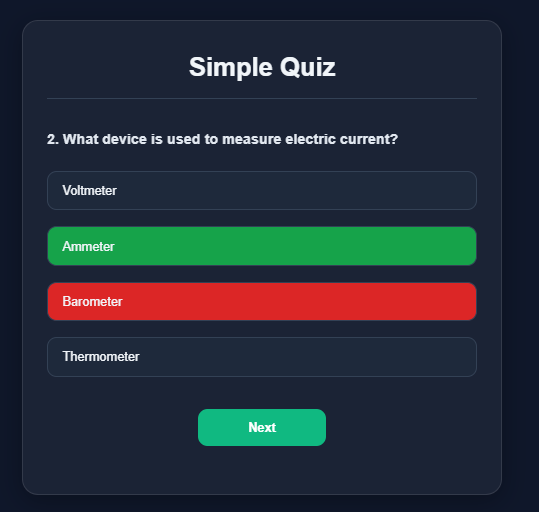 Simple Quiz
2. What device is used to measure electric current?
Voltmeter
Ammeter
Barometer
Thermometer
Next